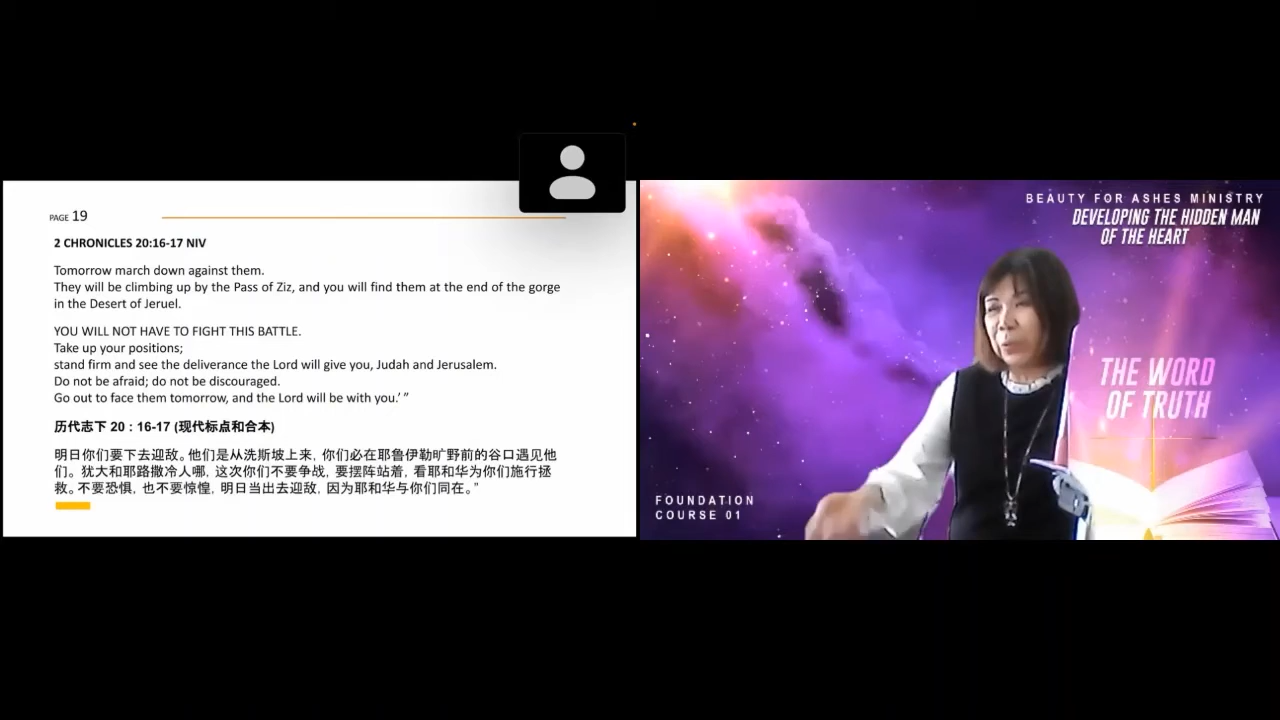 PAGE 19
2 CHRONICLES 20:16-17 NIV
Tomorrow march down against them.
They will be climbing up by the Pass of Ziz, and you will find them at the end of the gorge
in the Desert of Jeruel.
YOU WILL NOT HAVE TO FIGHT THIS BATTLE.
Take up your positions;
stand firm and see the deliverance the Lord will give you, Judah and Jerusalem.
Do not be afraid; do not be discouraged.
Go out to face them tomorrow, and the Lord will be with you.’ ”
历代志下 20 : 16-17 (现代标点和合本)
明日你们要下去迎敌。他们是从洗斯坡上来，你们必在耶鲁伊勒旷野前的谷口遇见他
们。犹大和耶路撒冷人哪，这次你们不要争战，要摆阵站着，看耶和华为你们施行拯
救。不要恐惧，也不要惊惶，明日当出去迎敌，因为耶和华与你们同在。”
BEAUTY FOR ASHES MINISTRY
DEVELOPING THE HIDDEN MAN
OF THE HEART
THE WORD
OF TRUTH
FOUNDATION
COURSE 01